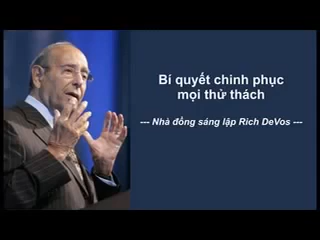 Bí quyết chinh phục
mọi thử thách
--- Nhà đồng sáng lập Rich DeVos ---